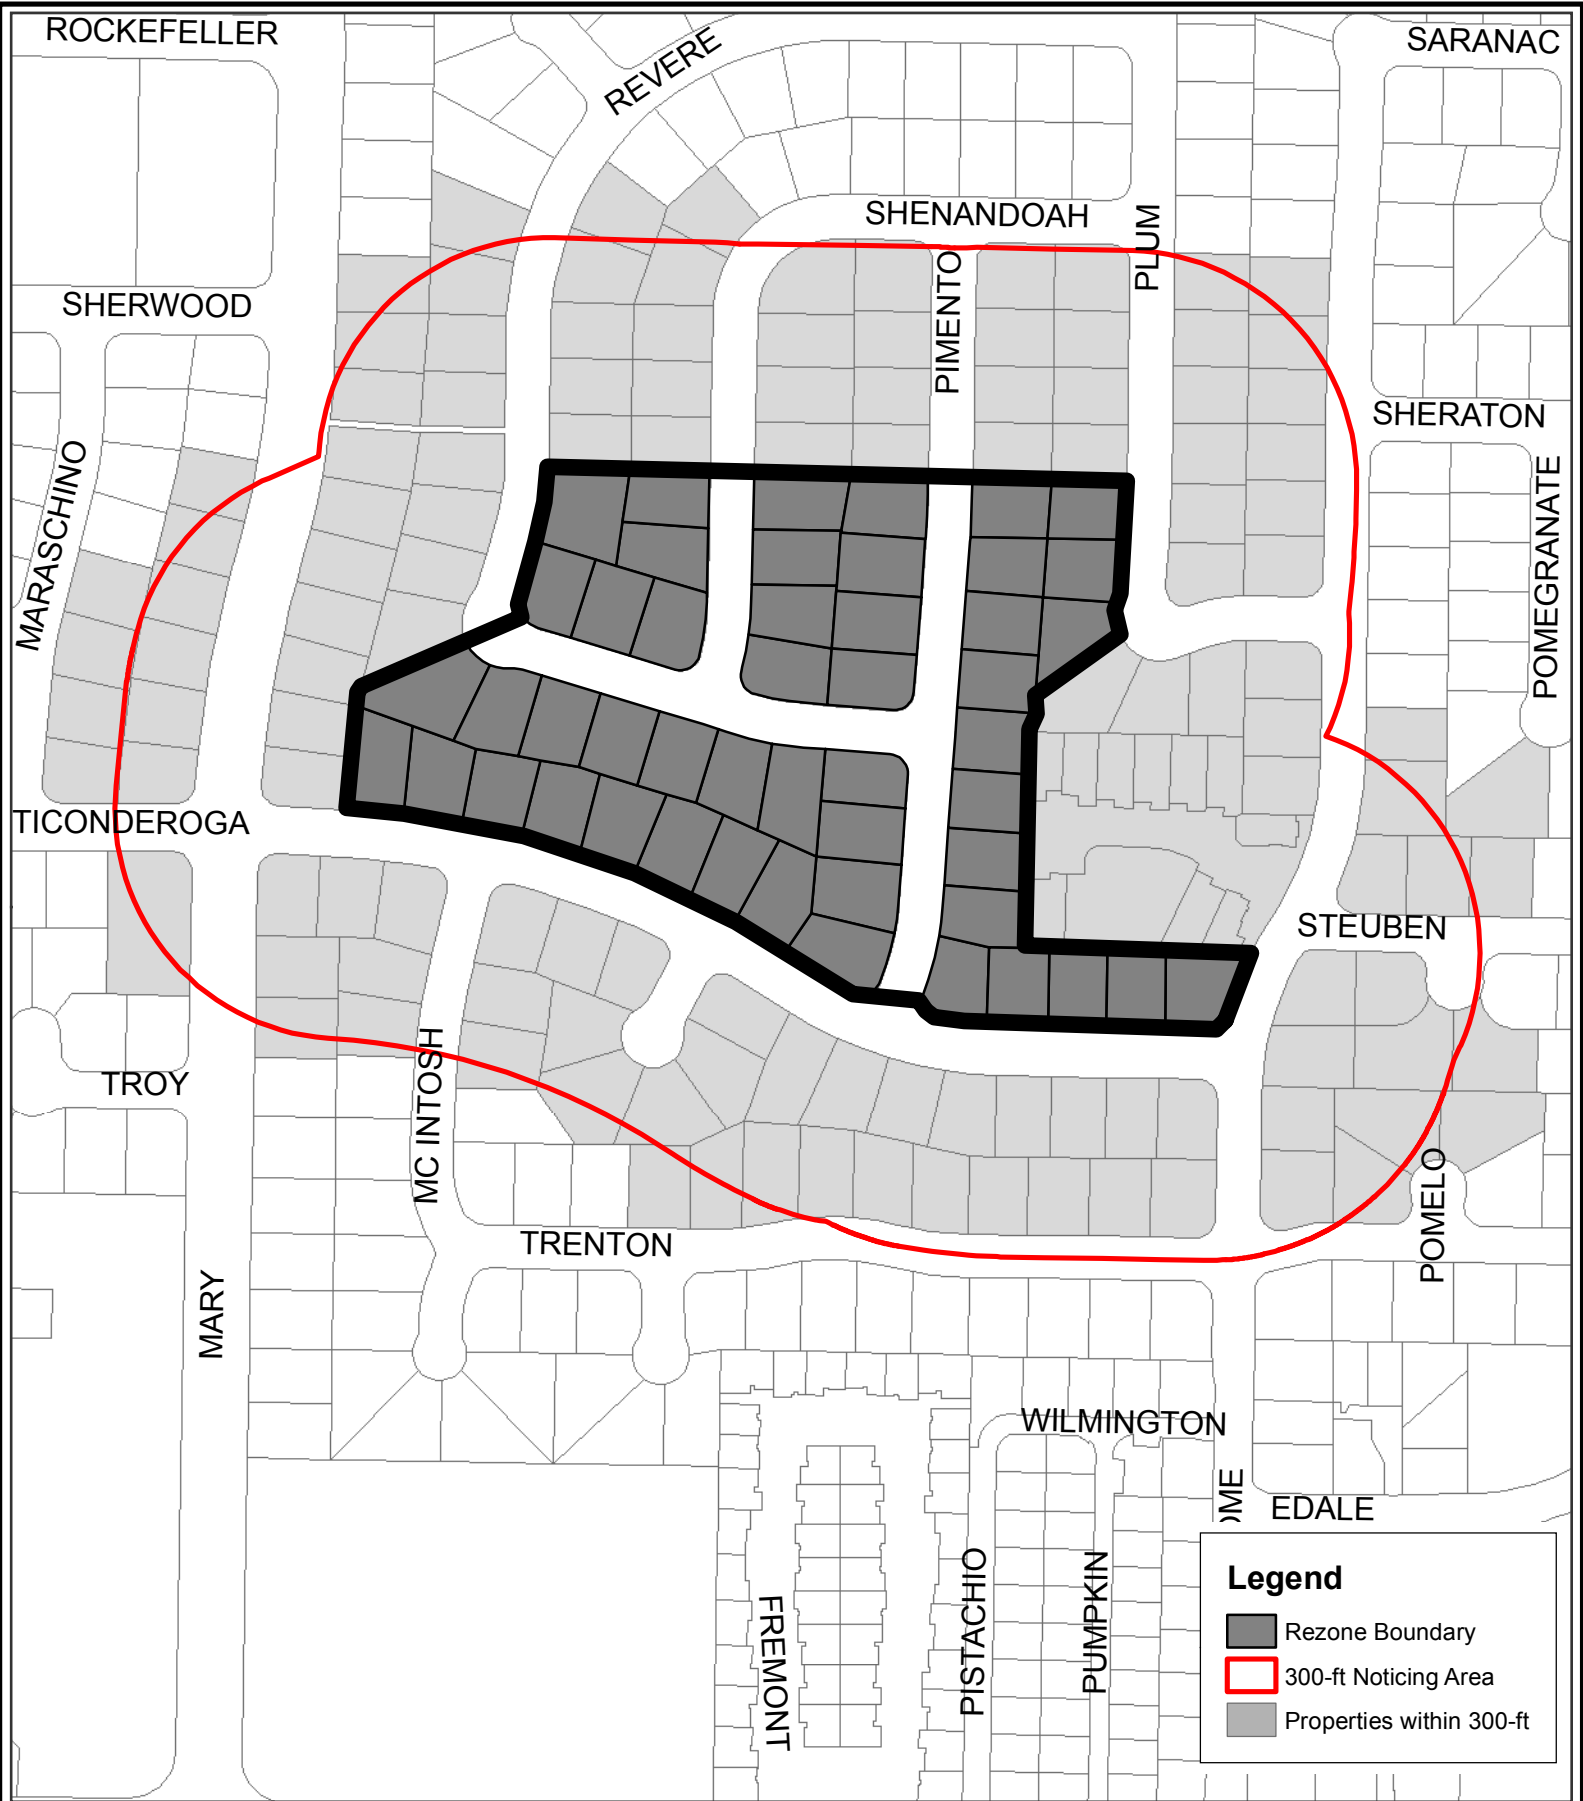 ROCKEFELLER
REVERE
SARANAC
SHENANDOAH
PLUM
SHERWOOD
PIMENTO
SHERATON
MARASCHINO
POMEGRANATE
TICONDEROGA
STEUBEN
TROY
MC INTOSH
POMELO
TRENTON
MARY
WILMINGTON
OME
EDALE
FREMONT
PISTACHIO
PUMPKIN
Legend
Rezone Boundary
300-ft Noticing Area
Properties within 300-ft